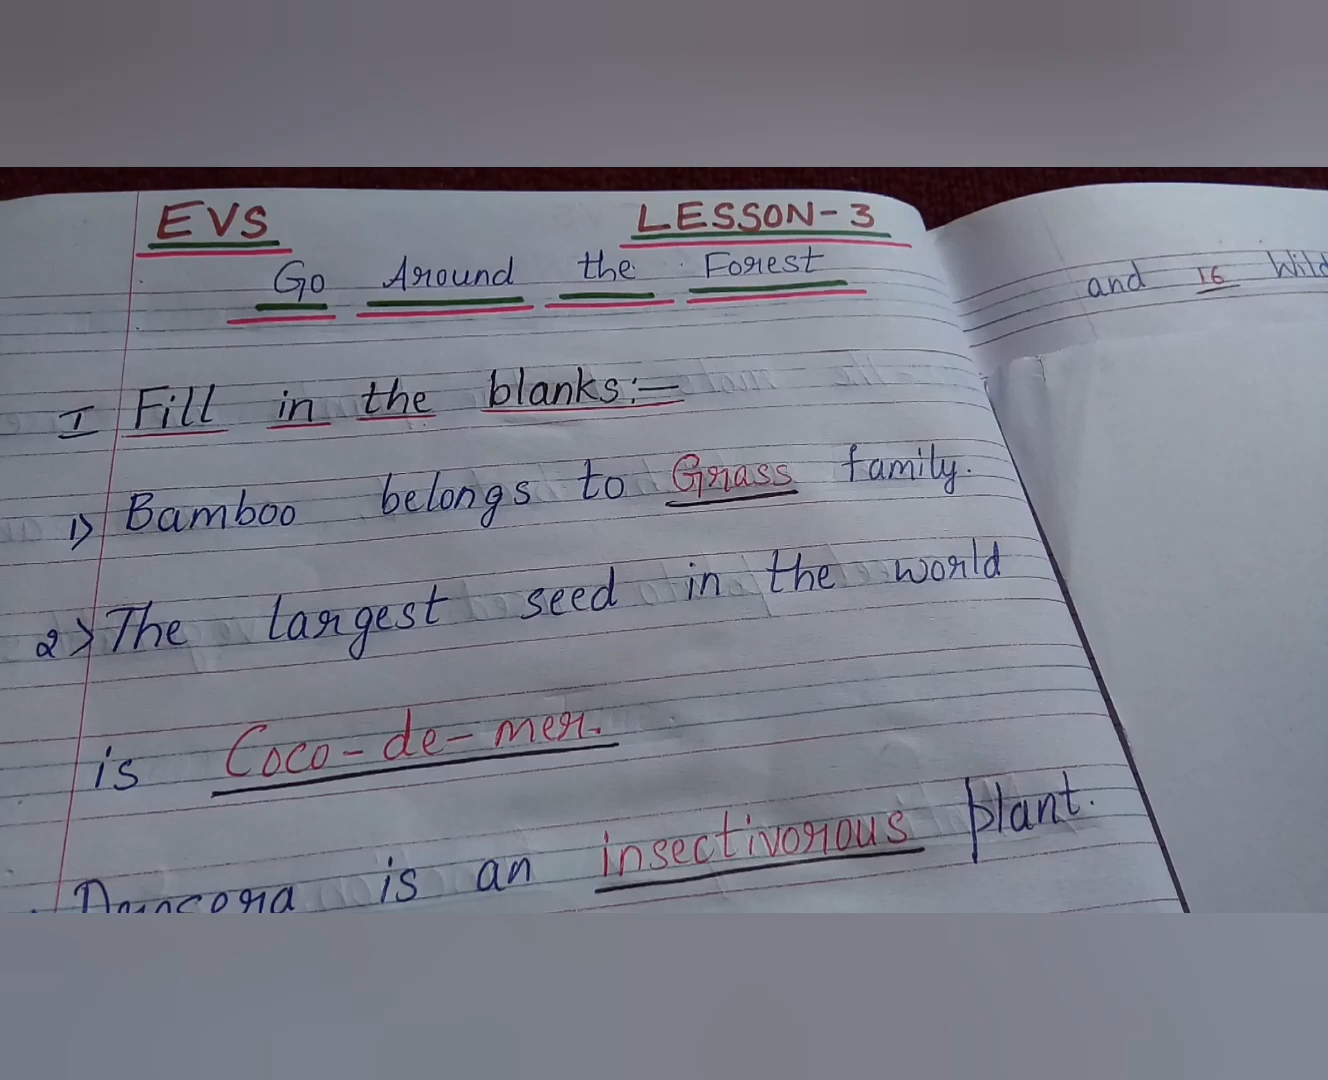 EVS LESSON-3
Go Around the Forest
I Fill in the blanks:-
1) Bamboo belongs to Grass family.
2) The largest seed in the world
is Coco-de-mer.
is an insectivorous plant.
and 16 Wild